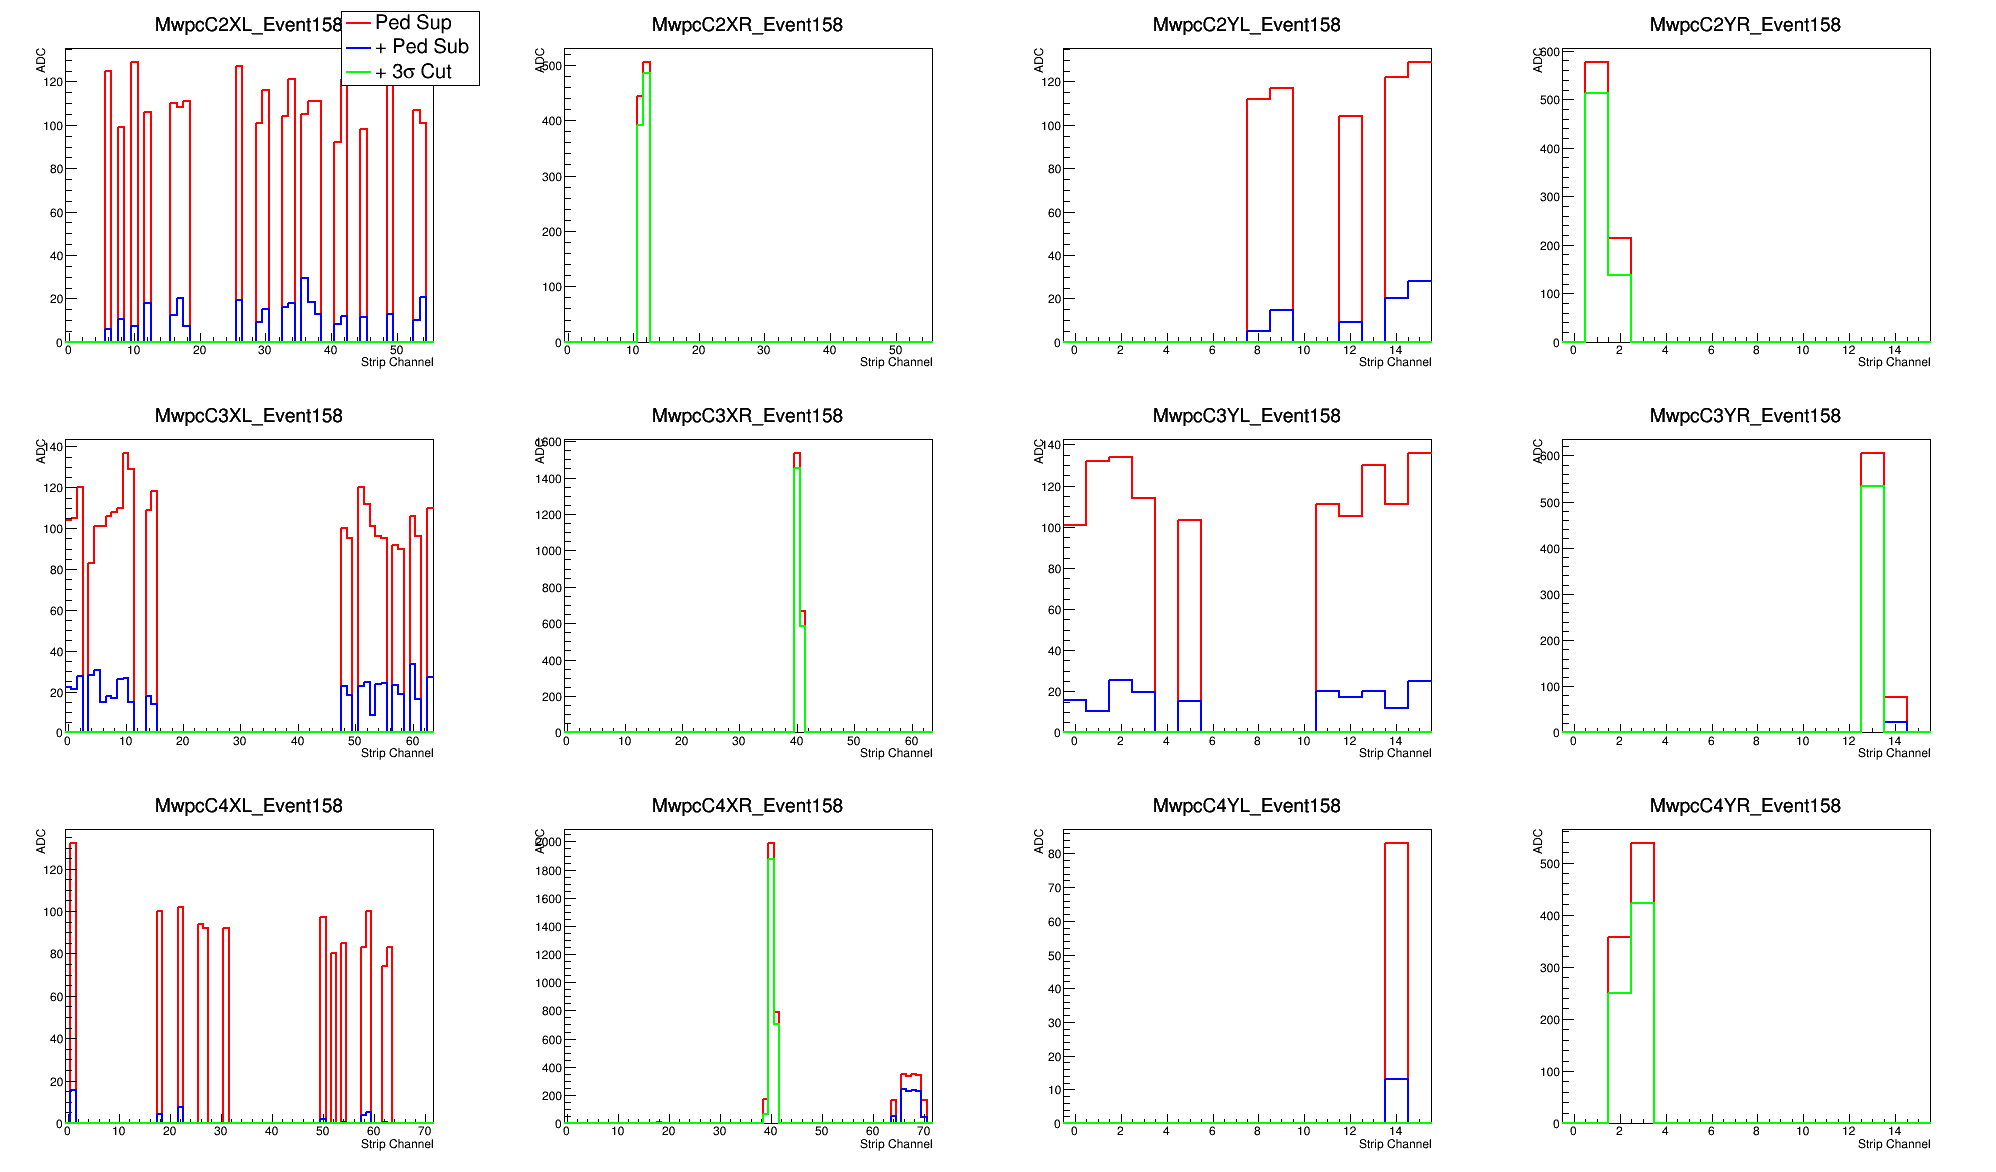 MwpcC2XL_Event158
Ped Sup
+ Ped Sub
+ 3σ Cut
ADC
120
100
80
60
40
20
0
0 10 20 30 40 50
Strip Channel
MwpcC2XR_Event158
ADC
500
400
300
200
100
0
0 10 20 30 40 50
Strip Channel
MwpcC2YL_Event158
ADC
120
100
80
60
40
20
0
0 2 4 6 8 10 12 14
Strip Channel
MwpcC2YR_Event158
ADC
600
500
400
300
200
100
0
0 2 4 6 8 10 12 14
Strip Channel
MwpcC3XL_Event158
ADC
140
120
100
80
60
40
20
0
0 10 20 30 40 50 60
Strip Channel
MwpcC3XR_Event158
ADC
1600
1400
1200
1000
800
600
400
200
0
0 10 20 30 40 50 60
Strip Channel
MwpcC3YL_Event158
ADC
140
120
100
80
60
40
20
0
0 2 4 6 8 10 12 14
Strip Channel
MwpcC3YR_Event158
ADC
600
500
400
300
200
100
0
0 2 4 6 8 10 12 14
Strip Channel
MwpcC4XL_Event158
ADC
120
100
80
60
40
20
0
0 10 20 30 40 50 60 70
Strip Channel
MwpcC4XR_Event158
ADC
2000
1800
1600
1400
1200
1000
800
600
400
200
0
0 10 20 30 40 50 60 70
Strip Channel
MwpcC4YL_Event158
ADC
80
70
60
50
40
30
20
10
0
0 2 4 6 8 10 12 14
Strip Channel
MwpcC4YR_Event158
ADC
500
400
300
200
100
0
0 2 4 6 8 10 12 14
Strip Channel